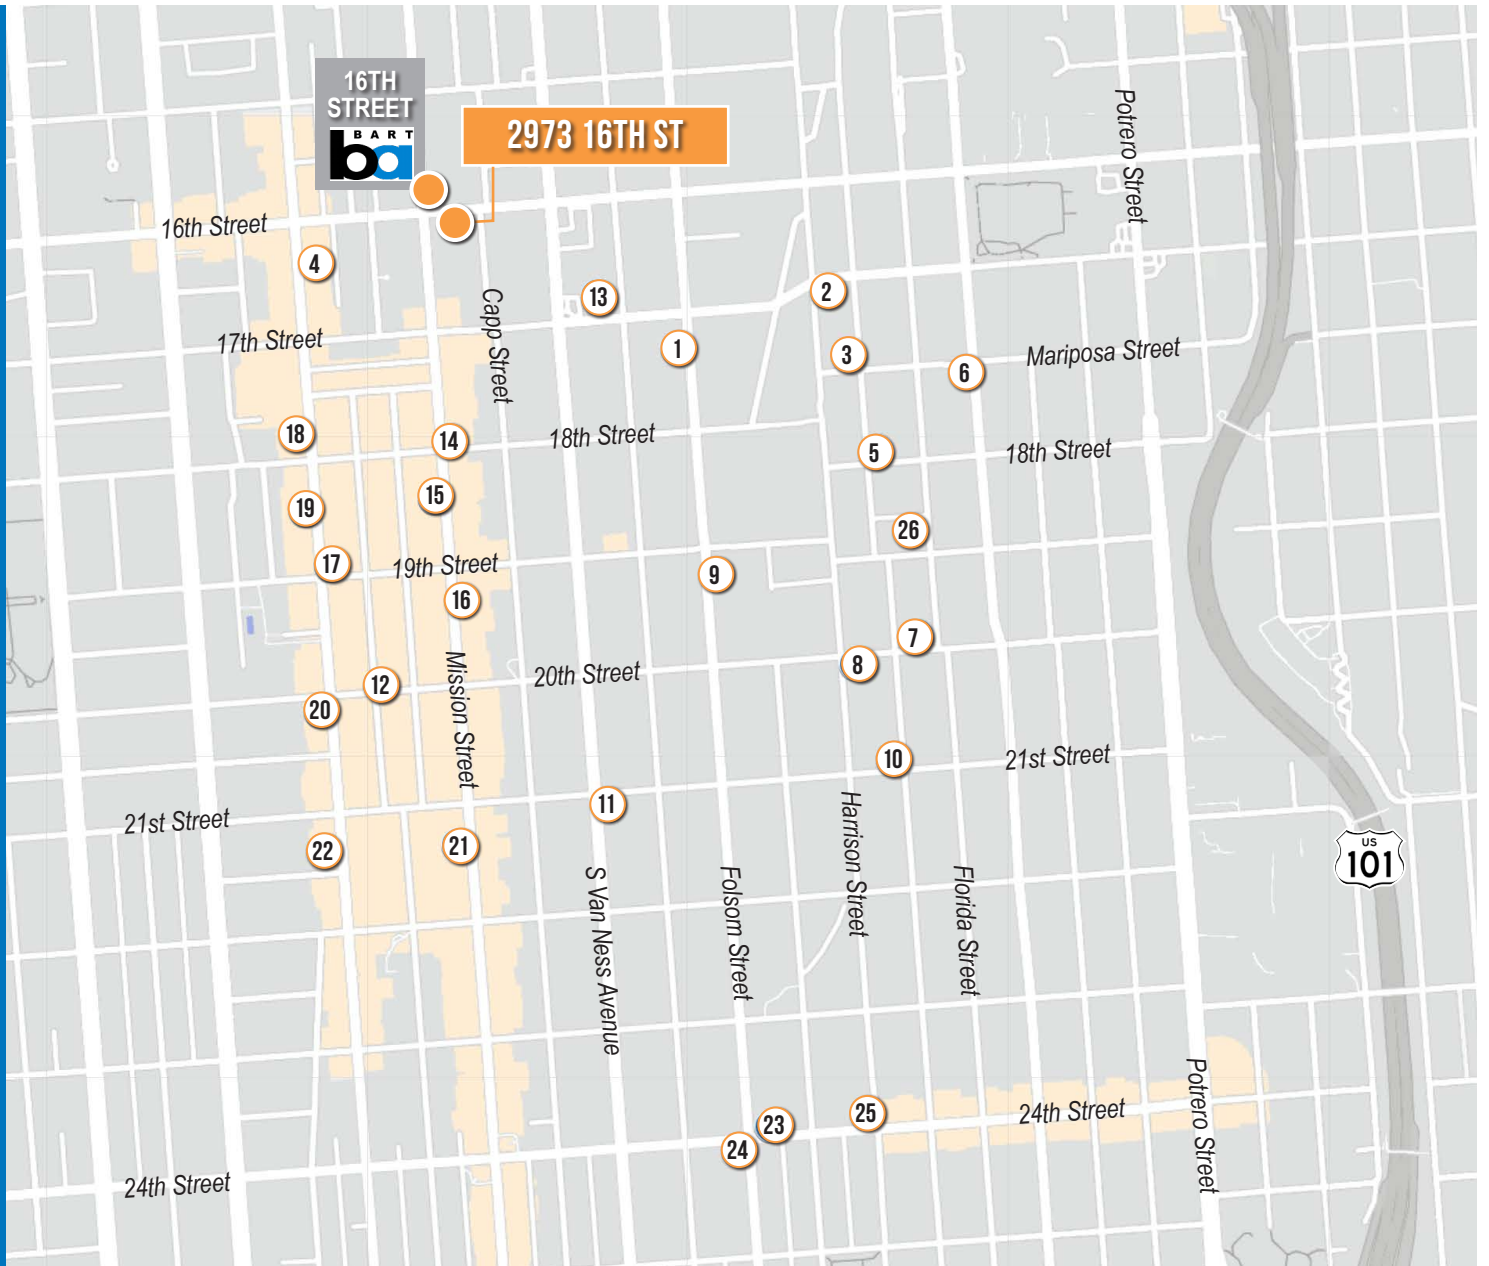 16TH
STREET
BART
ba
2973 16TH ST
Potrero Street
16th Street
4
Capp Street
13
2
17th Street
1
3
6
Mariposa Street
18
14
18th Street
5
18th Street
15
19
26
17
19th Street
9
16
7
8
Mission Street
12
20th Street
20
10
21st Street
11
Harrison Street
21st Street
22
21
US
101
S Van Ness Avenue
Folsom Street
Florida Street
Potrero Street
25
24th Street
23
24
24th Street